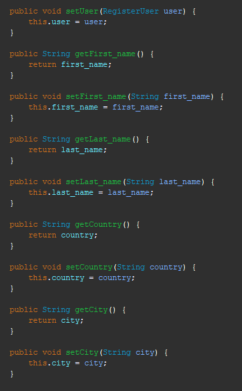 public void setUser(RegisterUser user) {
this.user = user;
}
public String getFirst_name() {
return first_name;
}
public void setFirst_name(String first_name) {
this.first_name = first_name;
}
public String getLast_name() {
return last_name;
}
public void setLast_name(String last_name) {
this.last_name = last_name;
}
public String getCountry() {
return country;
}
public void setCountry(String country) {
this.country = country;
}
public String getCity() {
return city;
}
public void setCity(String city) {
this.city = city;
}